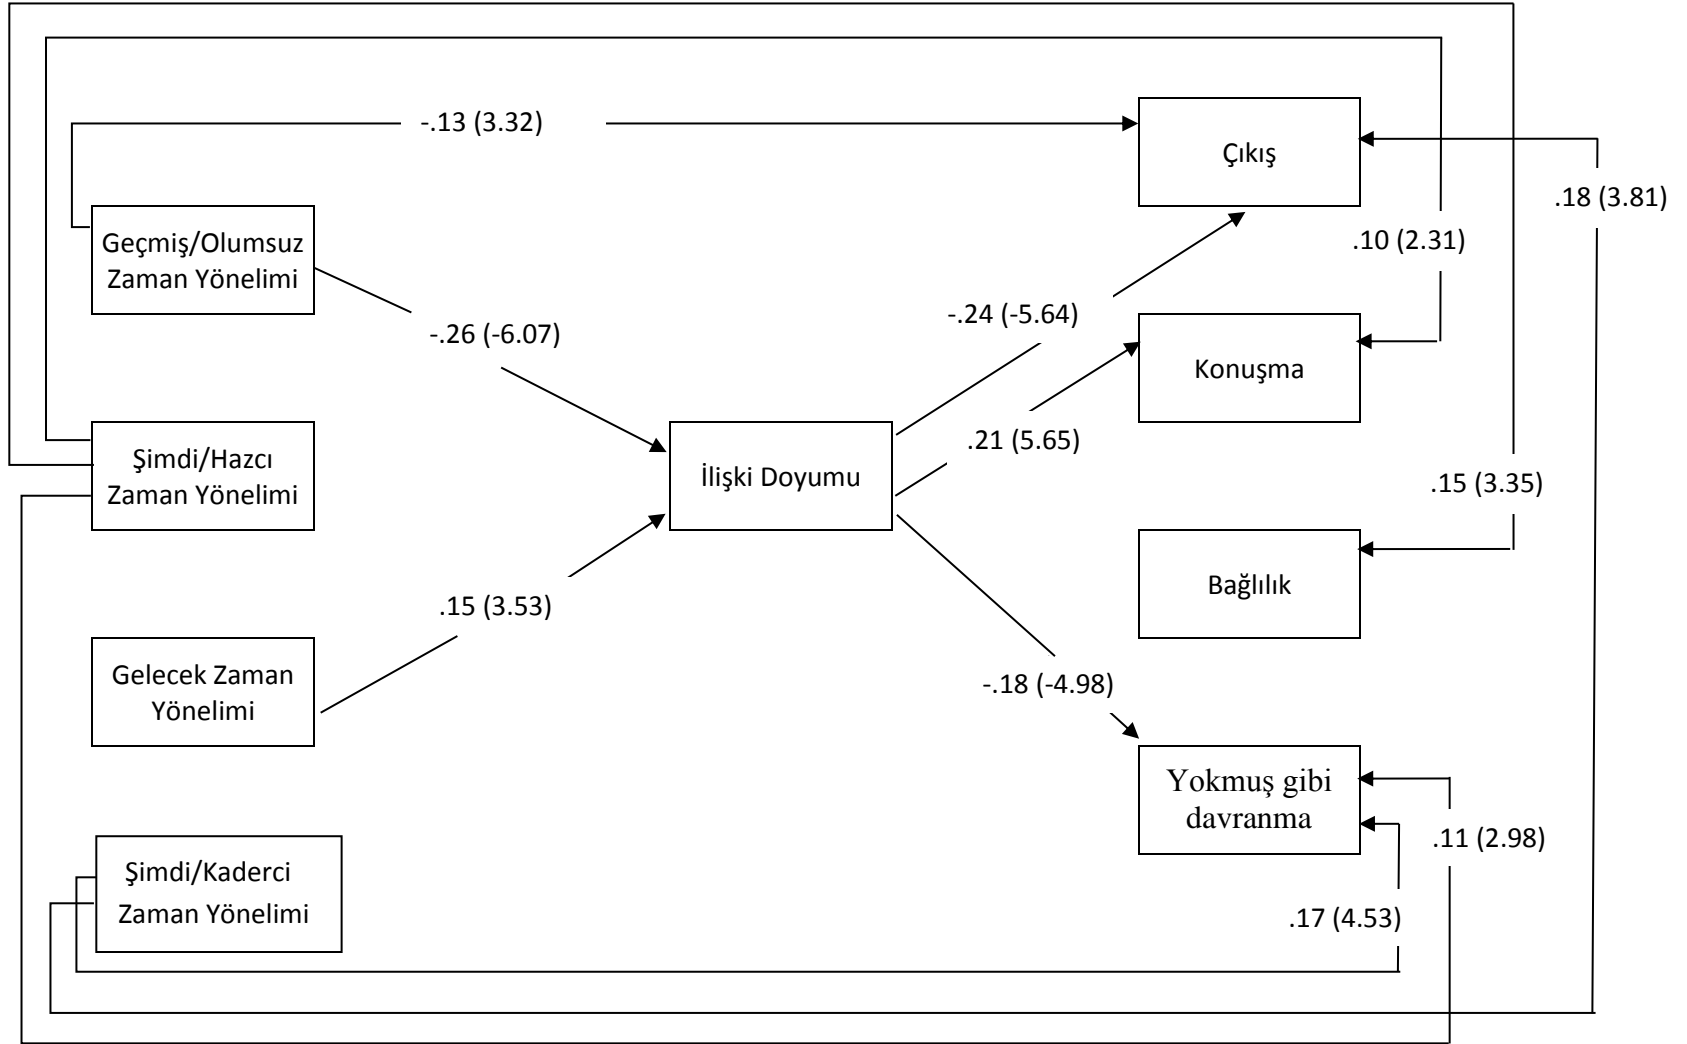 -.13 (3.32)
Çıkış
.18 (3.81)
Geçmiş/Olumsuz
Zaman Yönelimi
.10 (2.31)
-.26 (-6.07)
-.24 (-5.64)
Konuşma
.21 (5.65)
Şimdi/Hazcı
Zaman Yönelimi
İlişki Doyumu
.15 (3.35)
.15 (3.53)
Bağlılık
Gelecek Zaman
Yönelimi
-.18 (-4.98)
Yokmuş gibi
davranma
.11 (2.98)
Şimdi/Kaderci
Zaman Yönelimi
.17 (4.53)